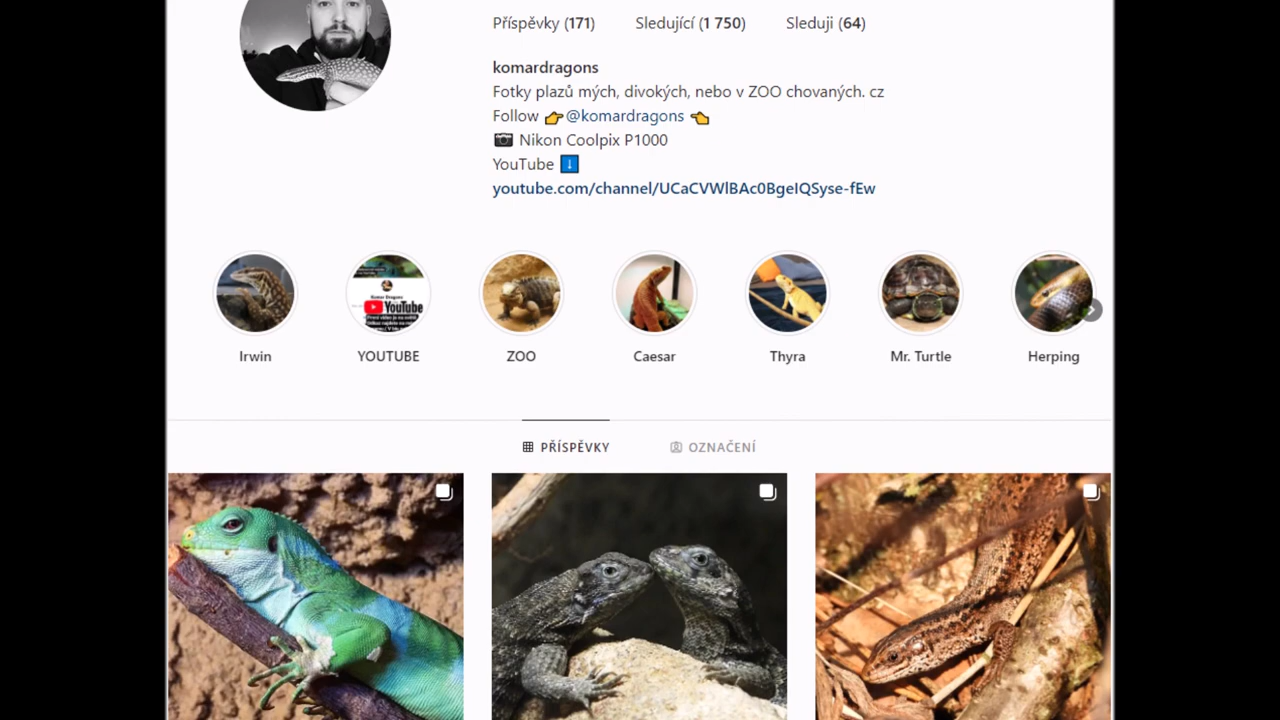 Příspěvky (171) Sledující (1 750) Sleduji (64)
komardragons
Fotky plazů mých, divokých, nebo v ZOO chovaných. cz
Follow 👉@komardragons 👈
📷 Nikon Coolpix P1000
YouTube ⬇️
youtube.com/channel/UCaCVWlBAc0BgeIQSyse-fEw
YouTube
Irwin YOUTUBE ZOO Caesar Thyra Mr. Turtle Herping
PŘÍSPĚVKY OZNAČENÍ